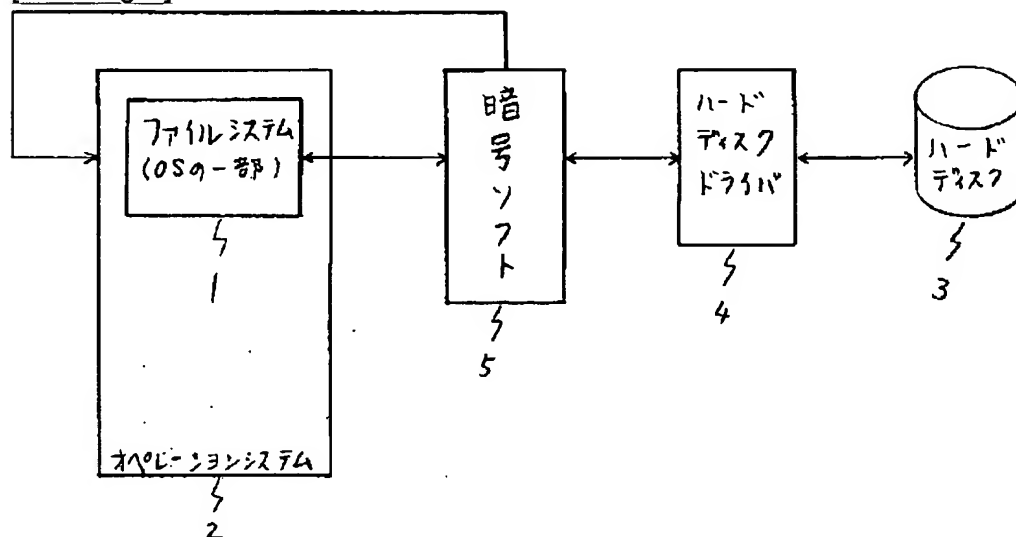 ファイルシステム
(OSの一部)
1
オペレーションシステム
2
暗号ソフト
5
ハード
ディスク
ドライバ
4
ハード
ディスク
3